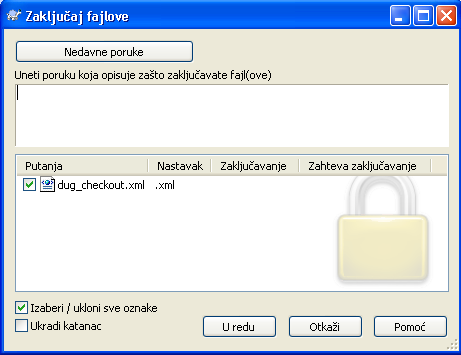 Zaključaj fajlove
Nedavne poruke
Uneti poruku koja opisuje zašto zaključavate fajl(ove)
Putanja Nastavak Zaključavanje Zahteva zaključavanje
dug_checkout.xml .xml
Izaberi / ukloni sve oznake
Ukradi katanac
U redu Otkaži Pomoć